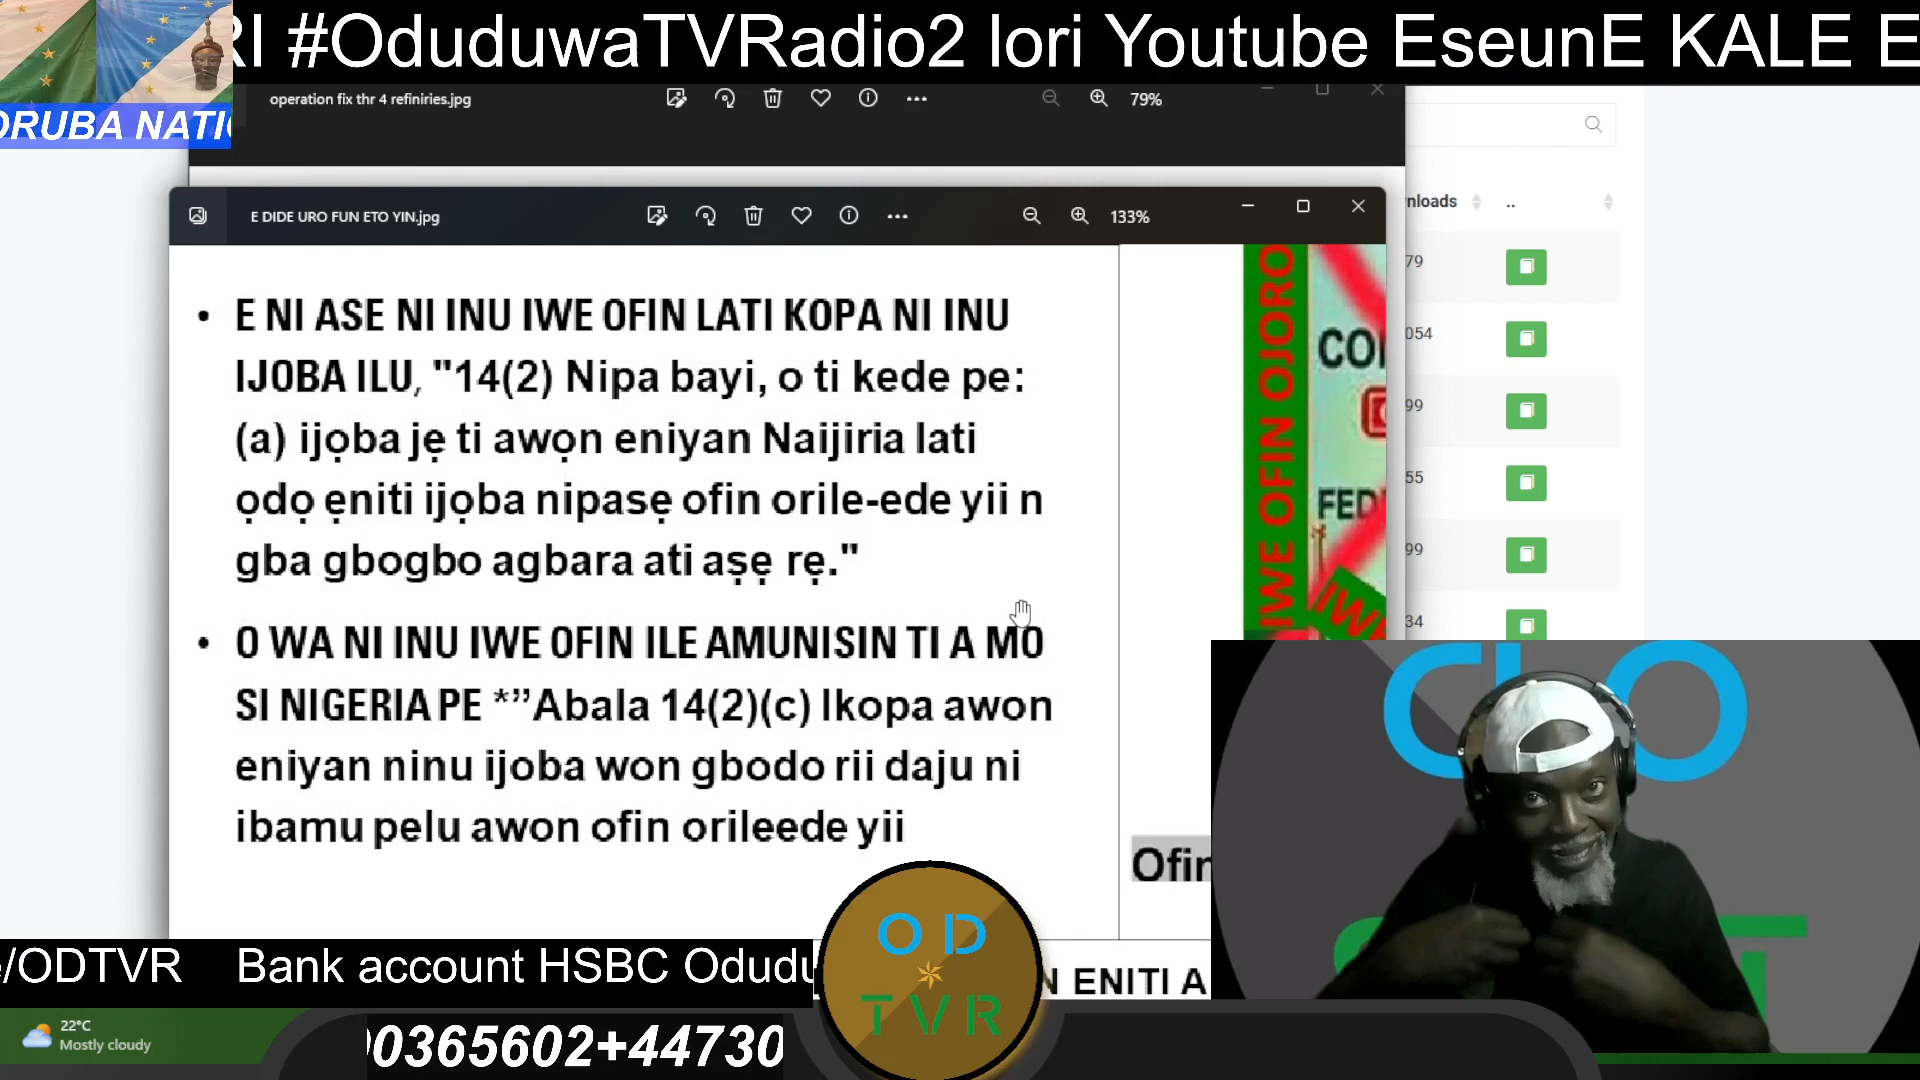 RI #OduduwaTVRadio2 lori Youtube EseunE KALE E
ORUBA NATI
operation fix thr 4 refiniries.jpg
79%
nloads
..
E DIDE URO FUN ETO YIN.jpg
133%
79
054
99
55
99
34
• E NI ASE NI INU IWE OFIN LATI KOPA NI INU
IJOBA ILU, "14(2) Nipa bayi, o ti kede pe:
(a) ijọba jẹ ti awọn eniyan Naijiria lati
ọdọ ẹniti ijọba nipasẹ ofin orile-ede yii n
gba gbogbo agbara ati aṣẹ rẹ."
• O WA NI INU IWE OFIN ILE AMUNISIN TI A MO
SI NIGERIA PE *”Abala 14(2)(c) Ikopa awon
eniyan ninu ijoba won gbodo rii daju ni
ibamu pelu awon ofin orileede yii
IWE OFIN OJORO
CO
FED
IWE
Ofin
N ENITI A
e/ODTVR Bank account HSBC Odudu
OD
TVR
22°C
Mostly cloudy
00365602+44730